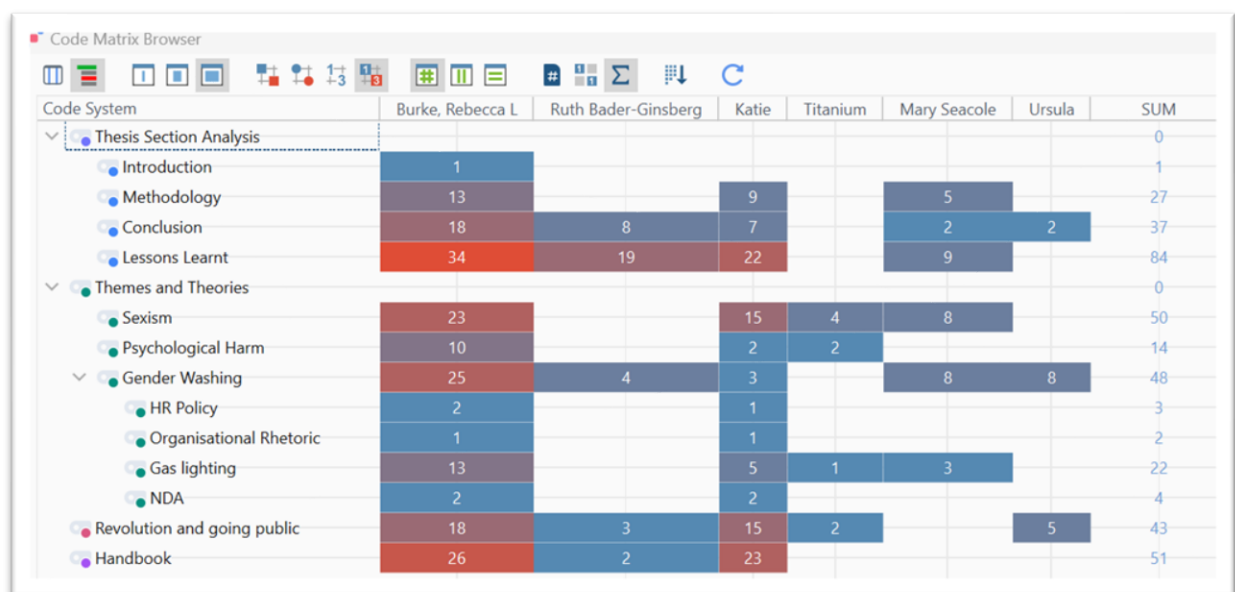 Code Matrix Browser
Code System Burke, Rebecca L Ruth Bader-Ginsberg Katie Titanium Mary Seacole Ursula SUM
Thesis Section Analysis 0
Introduction 1 1
Methodology 13 9 5 27
Conclusion 18 8 7 2 2 37
Lessons Learnt 34 19 22 9 84
Themes and Theories 0
Sexism 23 15 4 8 50
Psychological Harm 10 2 2 14
Gender Washing 25 4 3 8 8 48
HR Policy 2 1 3
Organisational Rhetoric 1 1 2
Gas lighting 13 5 1 3 22
NDA 2 2 4
Revolution and going public 18 3 15 2 5 43
Handbook 26 2 23 51